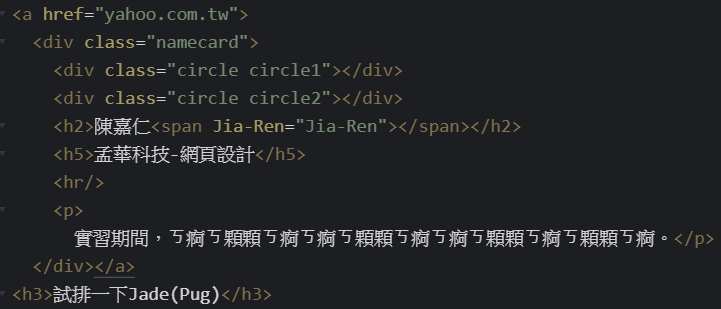 <a href="yahoo.com.tw">
<div class="namecard">
<div class="circle circle1"></div>
<div class="circle circle2"></div>
<h2>陳嘉仁<span Jia-Ren="Jia-Ren"></span></h2>
<h5>孟華科技-網頁設計</h5>
<hr/>
<p>
實習期間，ㄎ痾ㄎ顆顆ㄎ痾ㄎ痾ㄎ顆顆ㄎ痾ㄎ痾ㄎ顆顆ㄎ痾ㄎ顆顆ㄎ痾。</p>
</div></a>
<h3>試排一下Jade(Pug)</h3>